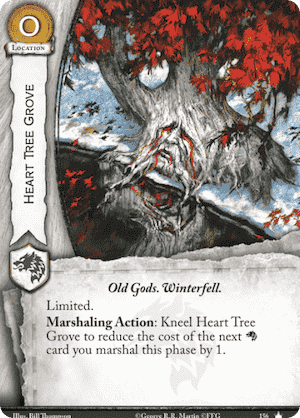 0
LOCATION
HEART TREE GROVE
Old Gods. Winterfell.
Limited.
Marshaling Action: Kneel Heart Tree
Grove to reduce the cost of the next
card you marshal this phase by 1.
Illus. Bill Thompson
©George R.R. Martin ©FFG
156